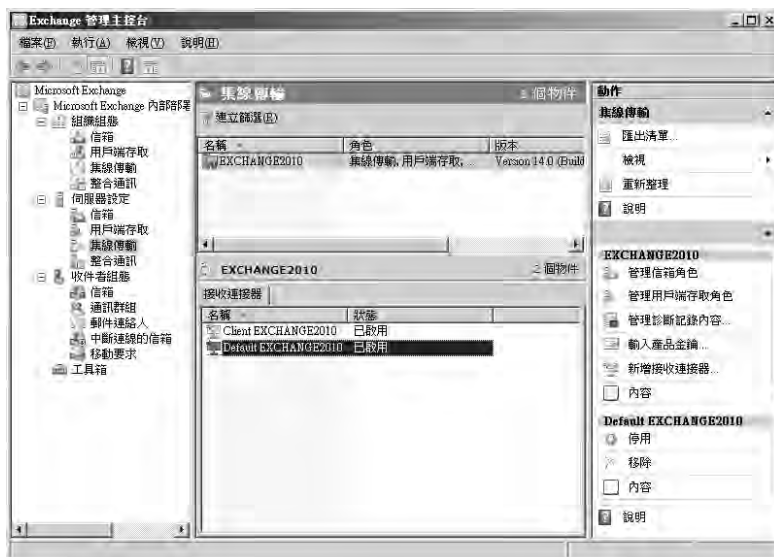 Exchange 管理主控台
檔案(F) 執行(A) 檢視(V) 說明(H)
Microsoft Exchange
Microsoft Exchange 內部部署
組織組態
信箱
用戶端存取
集線傳輸
整合通訊
伺服器設定
信箱
用戶端存取
集線傳輸
整合通訊
收件者組態
信箱
通訊群組
郵件連絡人
中斷連線的信箱
移動要求
工具箱
集線傳輸
個物件
建立篩選(R)
名稱 角色 版本
EXCHANGE2010 集線傳輸, 用戶端存取, Version 14.0 (Build
EXCHANGE2010
2 個物件
接收連接器
名稱 狀態
Client EXCHANGE2010 已啟用
Default EXCHANGE2010 已啟用
動作
集線傳輸
匯出清單...
檢視
重新整理
說明
EXCHANGE2010
管理信箱角色
管理用戶端存取角色
管理診斷記錄內容...
輸入產品金鑰...
新增接收連接器...
內容
Default EXCHANGE2010
停用
移除
內容
說明